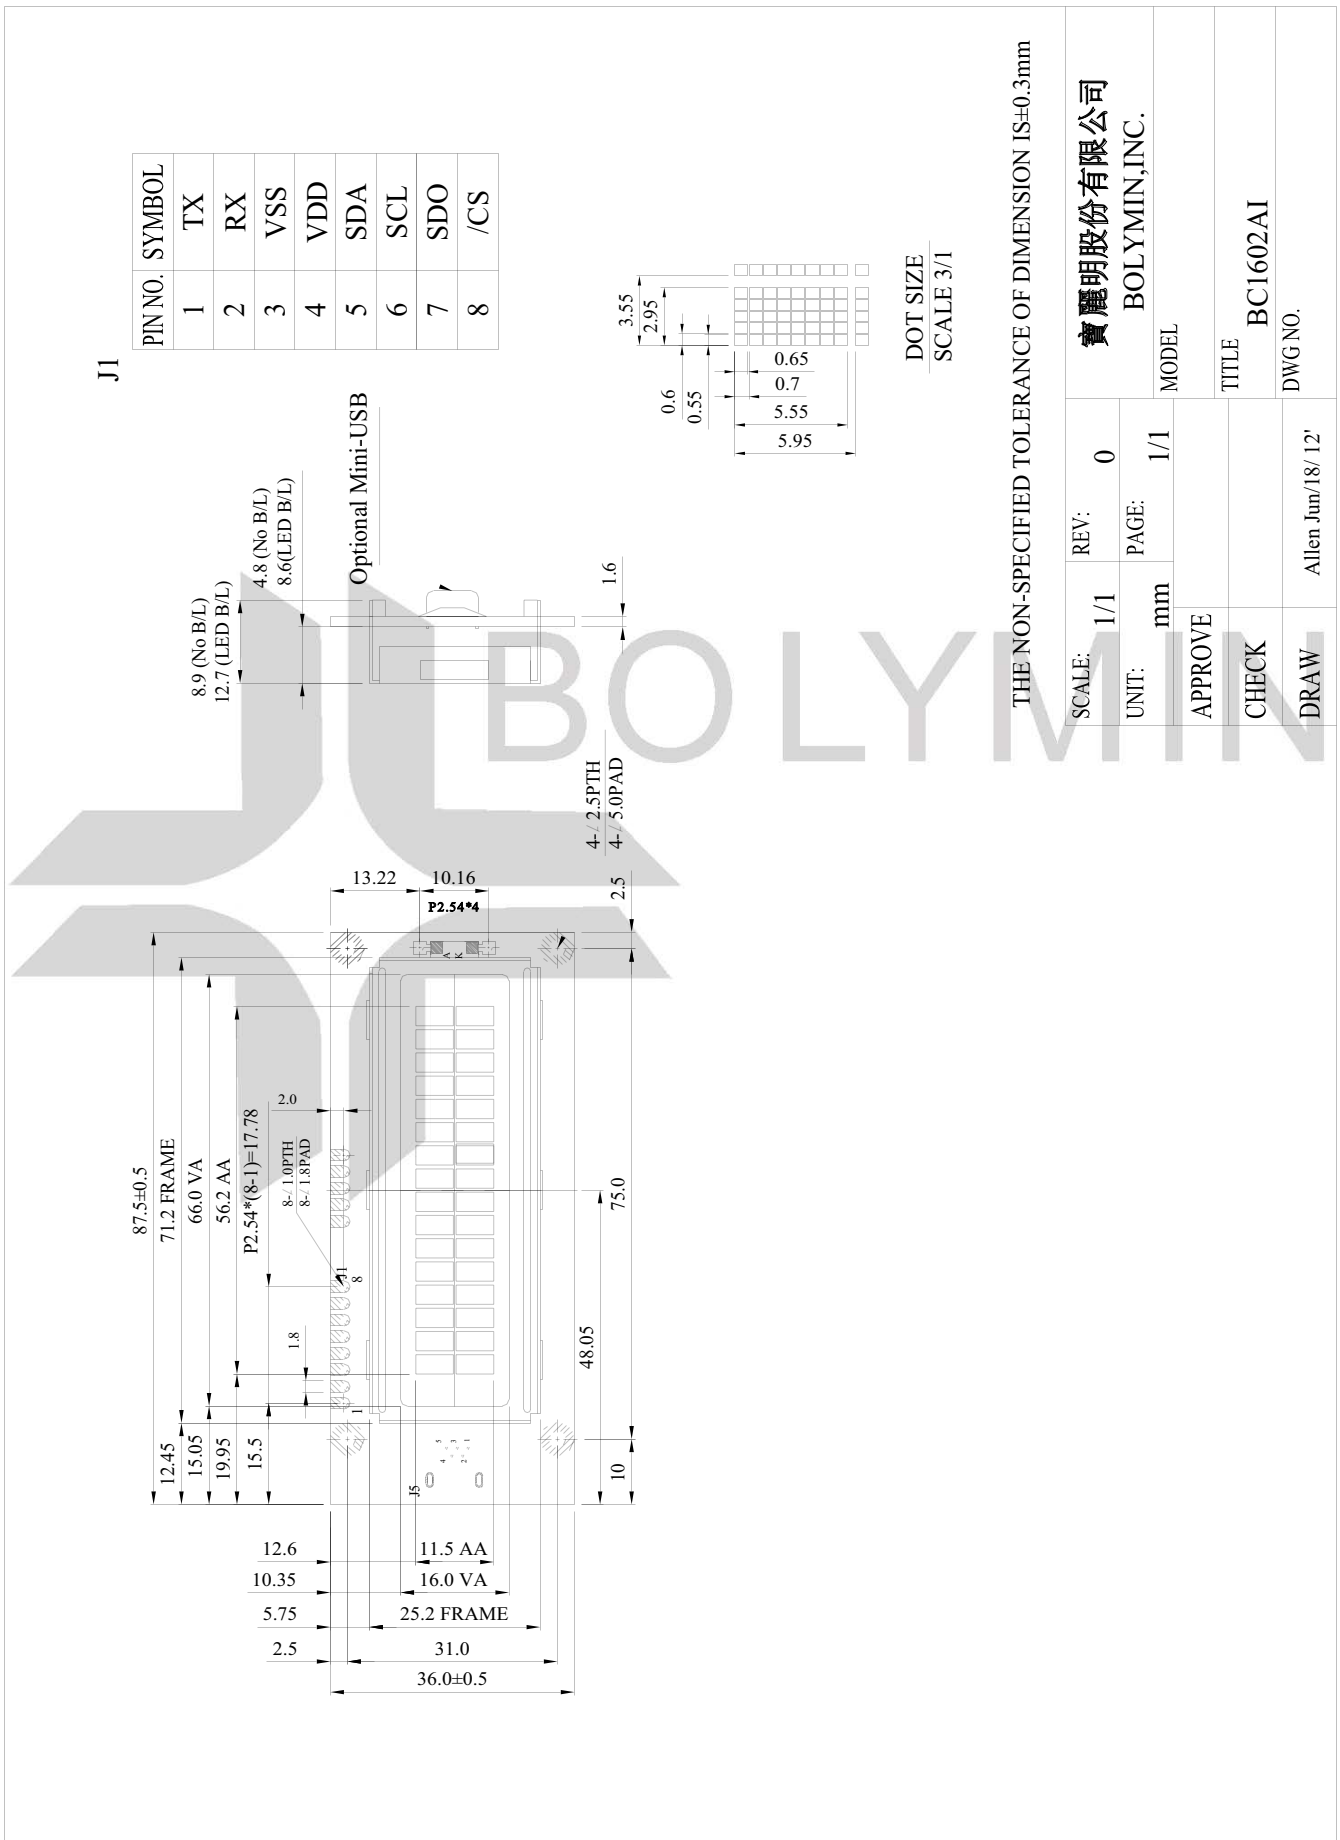 J1
PIN NO. SYMBOL
1 TX
2 RX
3 VSS
4 VDD
5 SDA
6 SCL
7 SDO
8 /CS
8.9 (No B/L)
12.7 (LED B/L)
4.8 (No B/L)
8.6(LED B/L)
Optional Mini-USB
1.6
3.55
2.95
0.6
0.55
0.65
0.7
5.55
5.95
DOT SIZE
SCALE 3/1
BOLYMIN
87.5±0.5
71.2 FRAME
66.0 VA
56.2 AA
P2.54*(8-1)=17.78
12.45
15.05
19.95
15.5
2.0
8-∕ 1.0PTH
8-∕ 1.8PAD
1.8
J1
8
1
13.22
10.16
P2.54*4
A
K
4-∕ 2.5PTH
4-∕ 5.0PAD
2.5
75.0
48.05
10
J5
5
3
1
4
2
12.6
11.5 AA
10.35
16.0 VA
5.75
25.2 FRAME
2.5
31.0
36.0±0.5
THE NON-SPECIFIED TOLERANCE OF DIMENSION IS±0.3mm
SCALE: 1/1
REV: 0
寶麗明股份有限公司
BOLYMIN,INC.
UNIT: mm
PAGE: 1/1
MODEL
APPROVE
CHECK
TITLE
BC1602AI
DRAW
Allen Jun/18/ 12'
DWG NO.